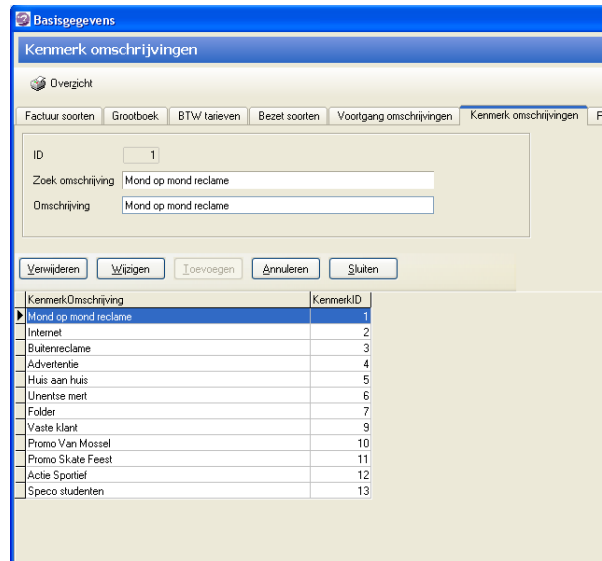 Basisgegevens
Kenmerk omschrijvingen
Overzicht
Factuur soorten Grootboek BTW tarieven Bezet soorten Voortgang omschrijvingen Kenmerk omschrijvingen F
ID 1
Zoek omschrijving Mond op mond reclame
Omschrijving Mond op mond reclame
Verwijderen Wijzigen Toevoegen Annuleren Sluiten
KenmerkOmschrijving KenmerkID
Mond op mond reclame 1
Internet 2
Buitenreclame 3
Advertentie 4
Huis aan huis 5
Unentse mert 6
Folder 7
Vaste klant 9
Promo Van Mossel 10
Promo Skate Feest 11
Actie Sportief 12
Speco studenten 13